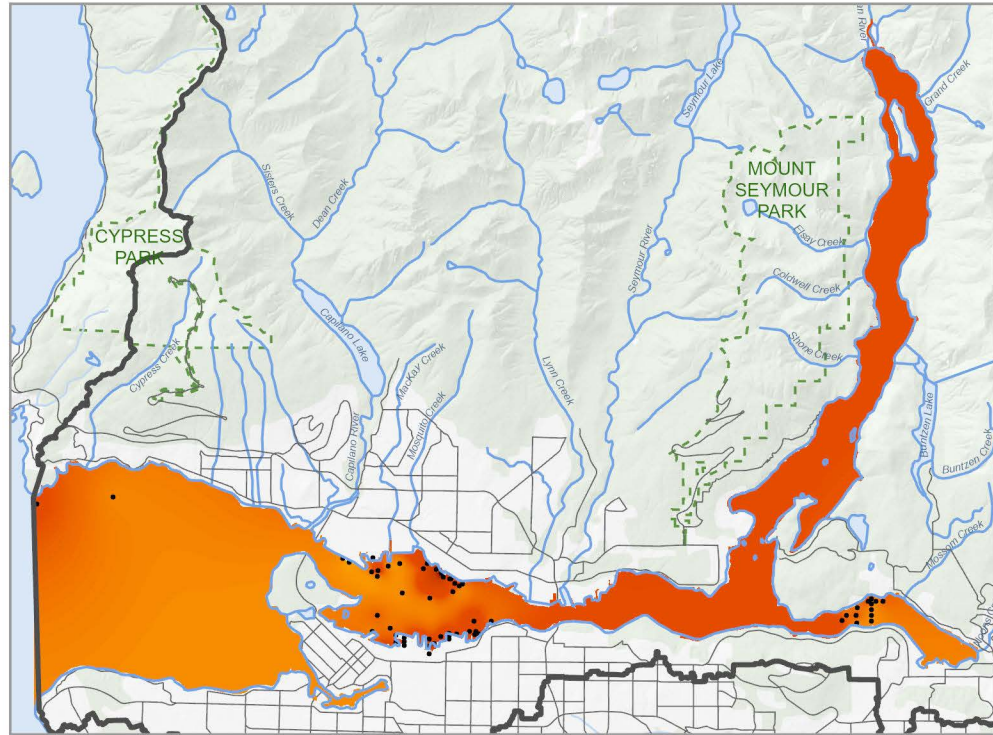 an River
Grand Creek
Seymour Lake
MOUNT
SEYMOUR
PARK
Sisters Creek
Dean Creek
CYPRESS
PARK
Elsay Creek
Seymour River
Coldwell Creek
Capilano Lake
Cypress Creek
MacKay Creek
Lynn Creek
Shone Creek
Mosquito Creek
Buntzen Lake
Capilano River
Buntzen Creek
Mossom Creek